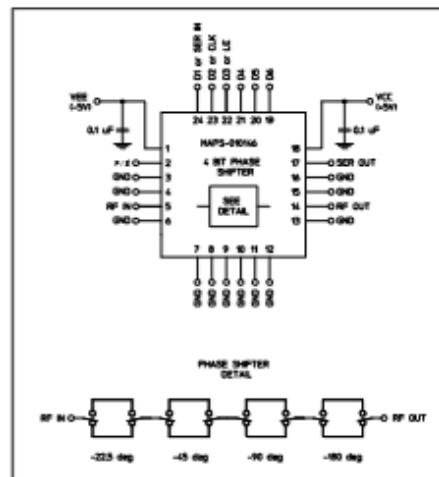 D1 or SER IN
D2 or CLK
D3 or LE
D4
D5
D6
VEE
(-5V)
VCC
(+5V)
24 23 22 21 20 19
0.1 uF
0.1 uF
MAPS-010146
4 BIT PHASE
SHIFTER
SEE
DETAIL
1
P/S 2
GND 3
GND 4
RF IN 5
GND 6
18
17 SER OUT
16 GND
15 GND
14 RF OUT
13 GND
7 8 9 10 11 12
GND GND GND GND GND GND
PHASE SHIFTER
DETAIL
RF IN
RF OUT
-22.5 deg
-45 deg
-90 deg
-180 deg